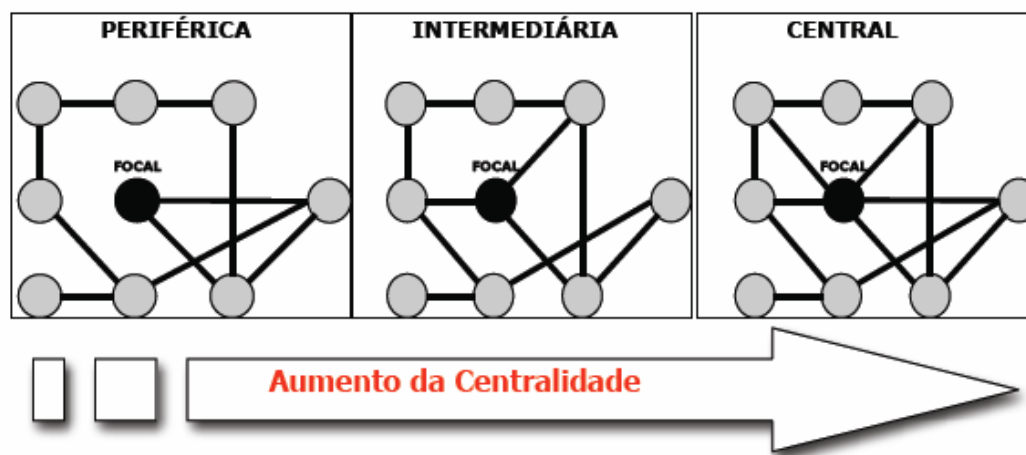 PERIFÉRICA
INTERMEDIÁRIA
CENTRAL
FOCAL
FOCAL
FOCAL
Aumento da Centralidade